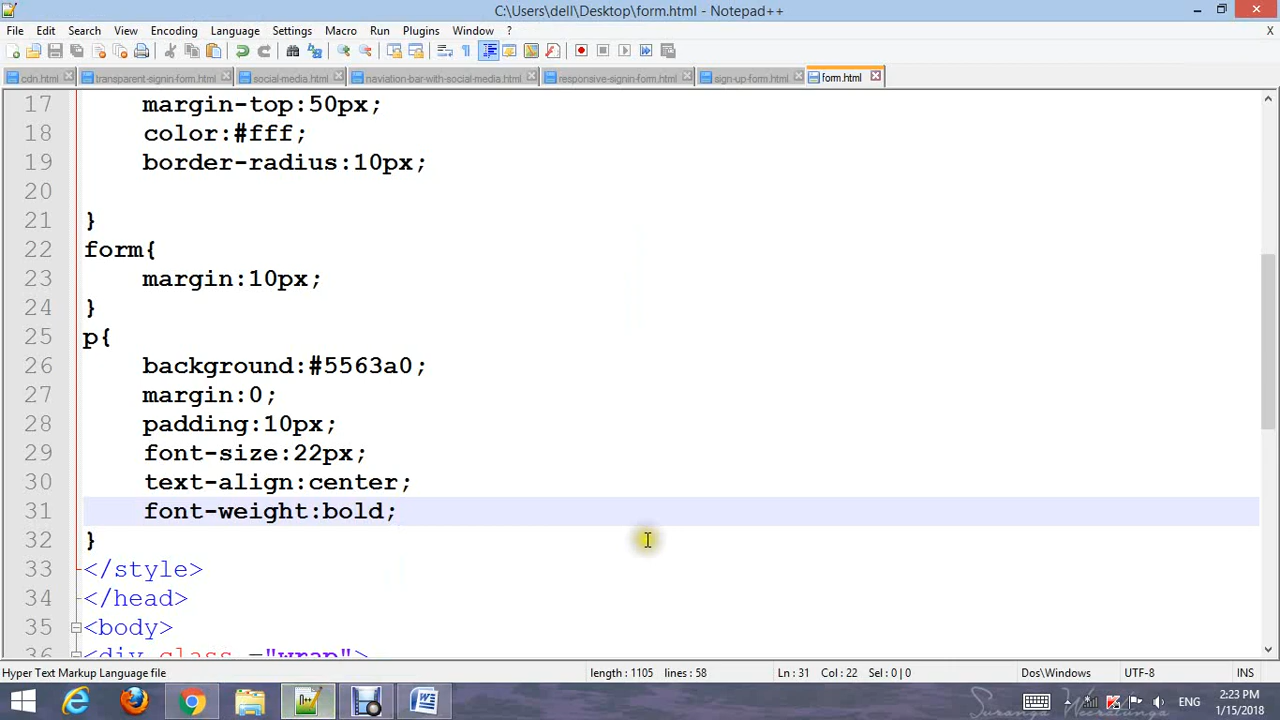 C:\Users\dell\Desktop\form.html - Notepad++
File Edit Search View Encoding Language Settings Macro Run Plugins Window ? X
cdn.html transparent-signin-form.html social-media.html naviation-bar-with-social-media.html responsive-signin-form.html sign-up-form.html form.html
17 margin-top:50px;
18 color:#fff;
19 border-radius:10px;
20
21 }
22 form{
23 margin:10px;
24 }
25 p{
26 background:#5563a0;
27 margin:0;
28 padding:10px;
29 font-size:22px;
30 text-align:center;
31 font-weight:bold;
32 }
33 </style>
34 </head>
35 <body>
36 <div class ="wrap">
Hyper Text Markup Language file length : 1105 lines : 58 Ln : 31 Col : 22 Sel : 0 | 0 Dos\Windows UTF-8 INS
ENG 2:23 PM
1/15/2018
Suranga Weeratunga